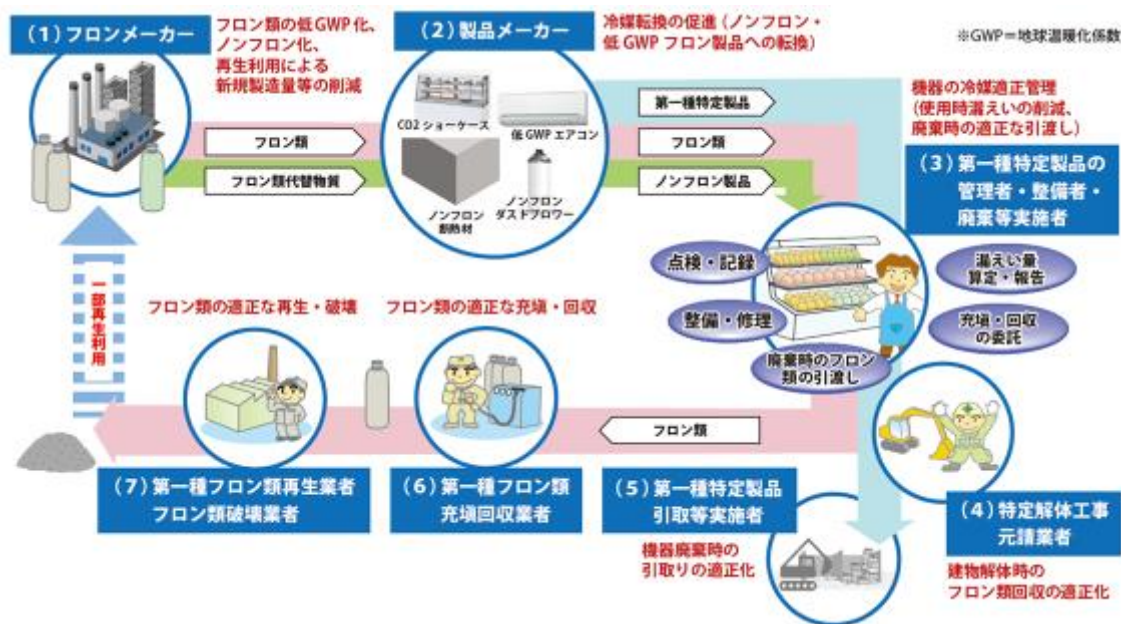 (1)フロンメーカー
フロン類の低GWP化、
ノンフロン化、
再生利用による
新規製造量等の削減
(2)製品メーカー
冷媒転換の促進(ノンフロン・
低GWPフロン製品への転換)
※GWP=地球温暖化係数
CO2ショーケース
低GWPエアコン
ノンフロン
断熱材
ノンフロン
ダストブロワー
フロン類
フロン類代替物質
第一種特定製品
フロン類
ノンフロン製品
機器の冷媒適正管理
(使用時漏えいの削減、
廃棄時の適正な引渡し)
(3)第一種特定製品の
管理者・整備者・
廃棄等実施者
点検・記録
整備・修理
廃棄時のフロン
類の引渡し
漏えい量
算定・報告
充塡・回収
の委託
一部再生利用
フロン類の適正な再生・破壊
フロン類の適正な充塡・回収
フロン類
(7)第一種フロン類再生業者
フロン類破壊業者
(6)第一種フロン類
充塡回収業者
(5)第一種特定製品
引取等実施者
機器廃棄時の
引取りの適正化
(4)特定解体工事
元請業者
建物解体時の
フロン類回収の適正化